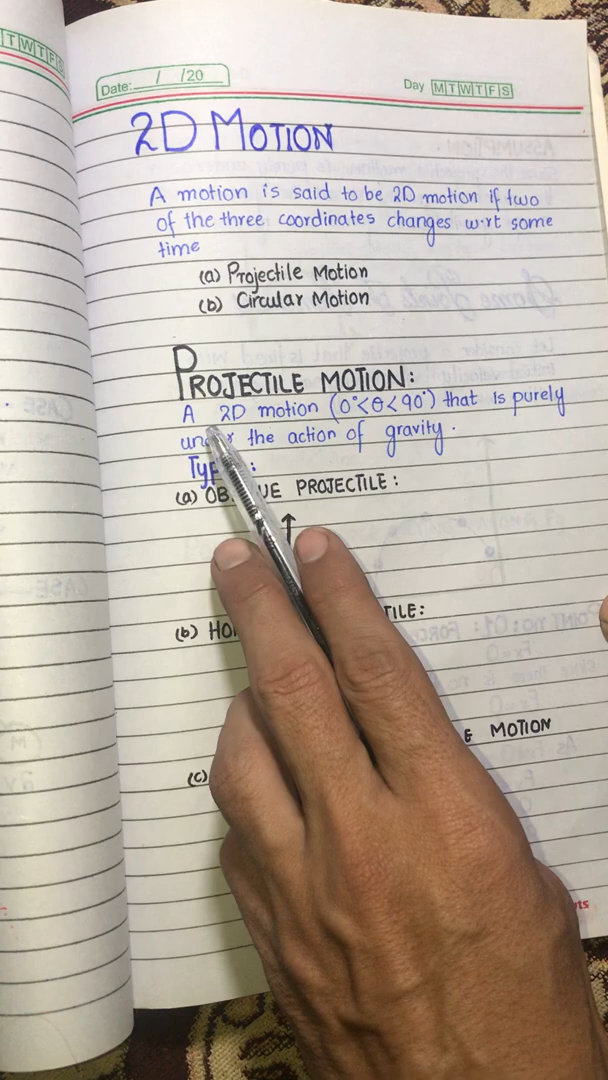 TWTFS
Date: / /20
Day MTWTFS
2D MOTION
A motion is said to be 2D motion if two
of the three coordinates changes w.r.t some
time
(a) Projectile Motion
(b) Circular Motion
PROJECTILE MOTION:
A 2D motion (0°<θ<90°) that is purely
the action of gravity.
(a) PROJECTILE:
(b)
MOTION
(c)